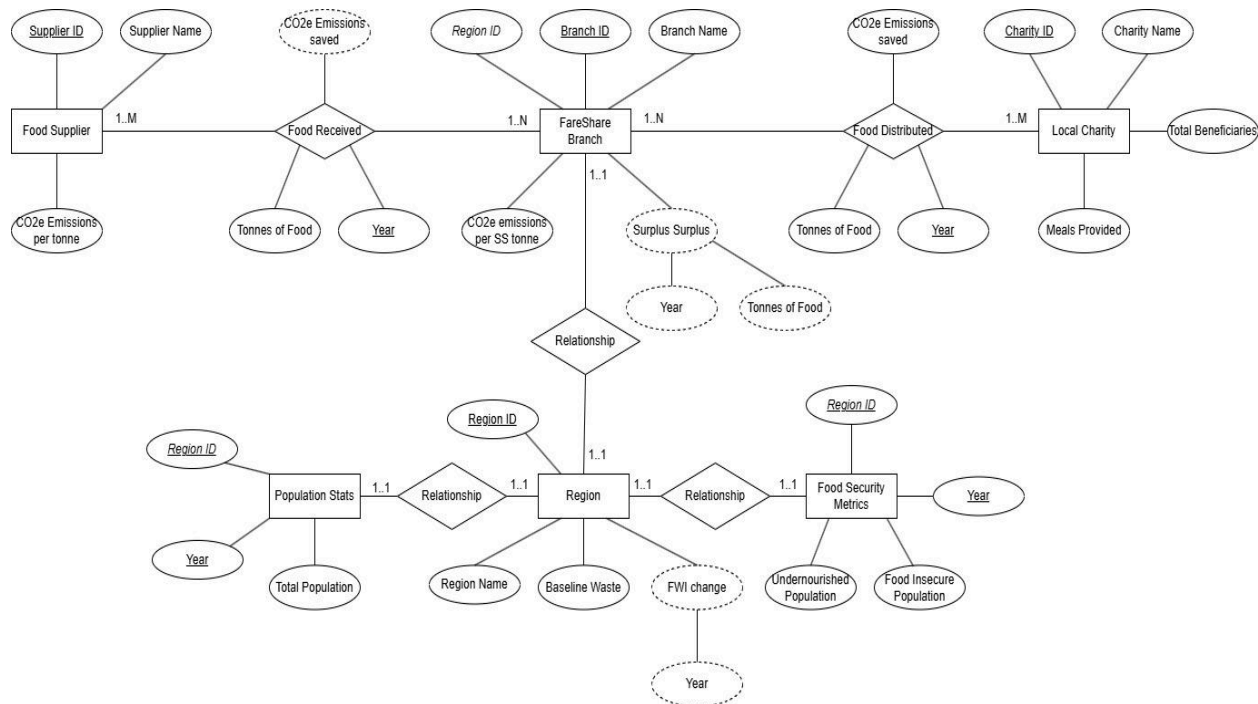 Supplier ID
Supplier Name
CO2e Emissions
saved
Region ID
Branch ID
Branch Name
CO2e Emissions
saved
Charity ID
Charity Name
Food Supplier
1..M
Food Received
1..N
FareShare
Branch
1..N
Food Distributed
1..M
Local Charity
Total Beneficiaries
1..1
CO2e Emissions
per tonne
Tonnes of Food
Year
CO2e emissions
per SS tonne
Surplus Surplus
Tonnes of Food
Year
Meals Provided
Year
Tonnes of Food
Relationship
Region ID
Region ID
Region ID
1..1
Population Stats
1..1
Relationship
1..1
Region
1..1
Relationship
1..1
Food Security
Metrics
Year
Year
Total Population
Region Name
Baseline Waste
FWI change
Undernourished
Population
Food Insecure
Population
Year